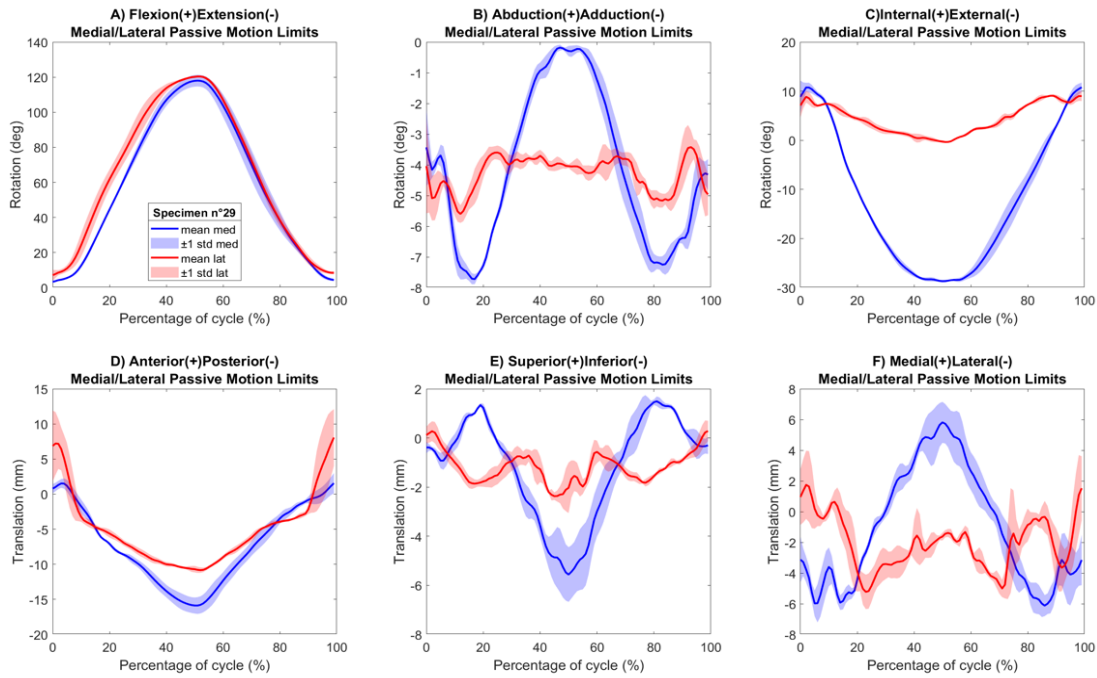 A) Flexion(+)Extension(-)
Medial/Lateral Passive Motion Limits
140
120
100
80
60
40
20
0
Rotation (deg)
Specimen n°29
mean med
±1 std med
mean lat
±1 std lat
0 20 40 60 80 100
Percentage of cycle (%)
B) Abduction(+)Adduction(-)
Medial/Lateral Passive Motion Limits
0
-1
-2
-3
-4
-5
-6
-7
-8
Rotation (deg)
0 20 40 60 80 100
Percentage of cycle (%)
C)Internal(+)External(-)
Medial/Lateral Passive Motion Limits
20
10
0
-10
-20
-30
Rotation (deg)
0 20 40 60 80 100
Percentage of cycle (%)
D) Anterior(+)Posterior(-)
Medial/Lateral Passive Motion Limits
15
10
5
0
-5
-10
-15
-20
Translation (mm)
0 20 40 60 80 100
Percentage of cycle (%)
E) Superior(+)Inferior(-)
Medial/Lateral Passive Motion Limits
2
0
-2
-4
-6
-8
Translation (mm)
0 20 40 60 80 100
Percentage of cycle (%)
F) Medial(+)Lateral(-)
Medial/Lateral Passive Motion Limits
8
6
4
2
0
-2
-4
-6
-8
Translation (mm)
0 20 40 60 80 100
Percentage of cycle (%)